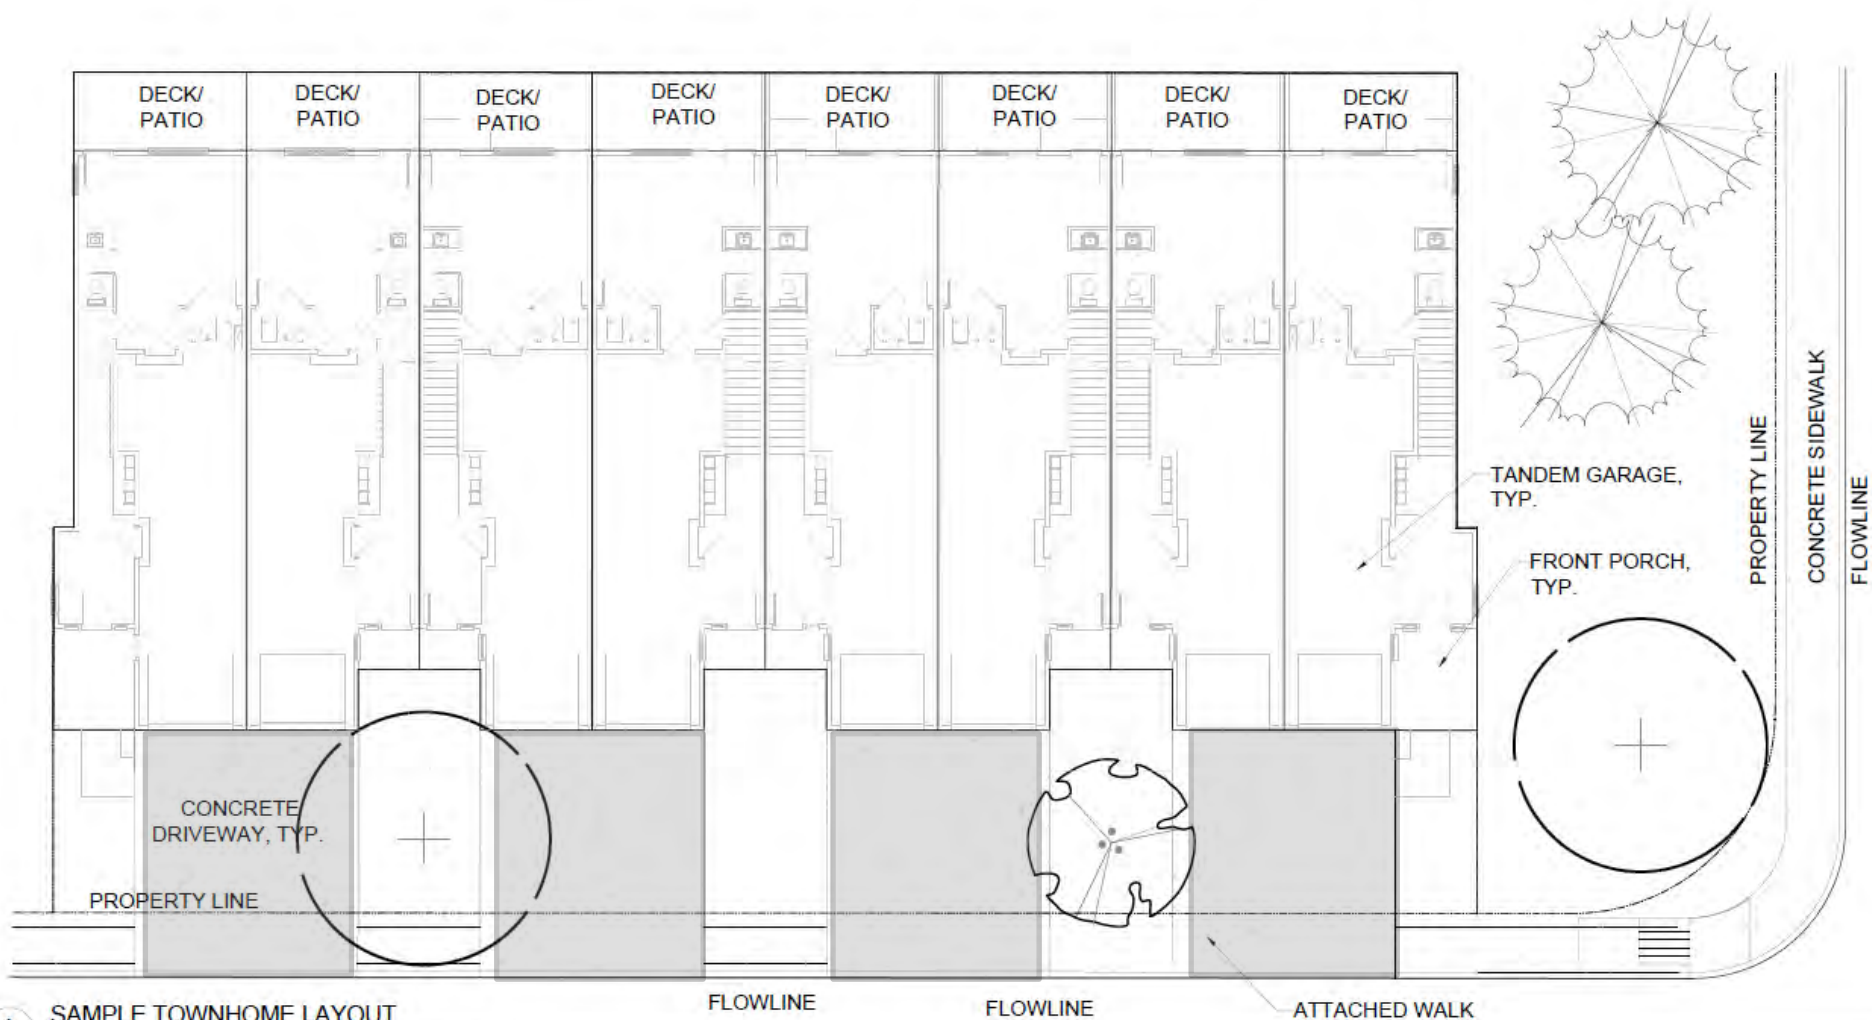 DECK/
PATIO
DECK/
PATIO
DECK/
PATIO
DECK/
PATIO
DECK/
PATIO
DECK/
PATIO
DECK/
PATIO
DECK/
PATIO
TANDEM GARAGE,
TYP.
FRONT PORCH,
TYP.
PROPERTY LINE
CONCRETE SIDEWALK
FLOWLINE
CONCRETE
DRIVEWAY, TYP.
PROPERTY LINE
FLOWLINE
FLOWLINE
ATTACHED WALK
SAMPLE TOWNHOME LAYOUT